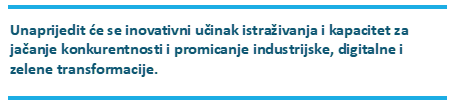 Unaprijedit će se inovativni učinak istraživanja i kapacitet za
jačanje konkurentnosti i promicanje industrijske, digitalne i
zelene transformacije.